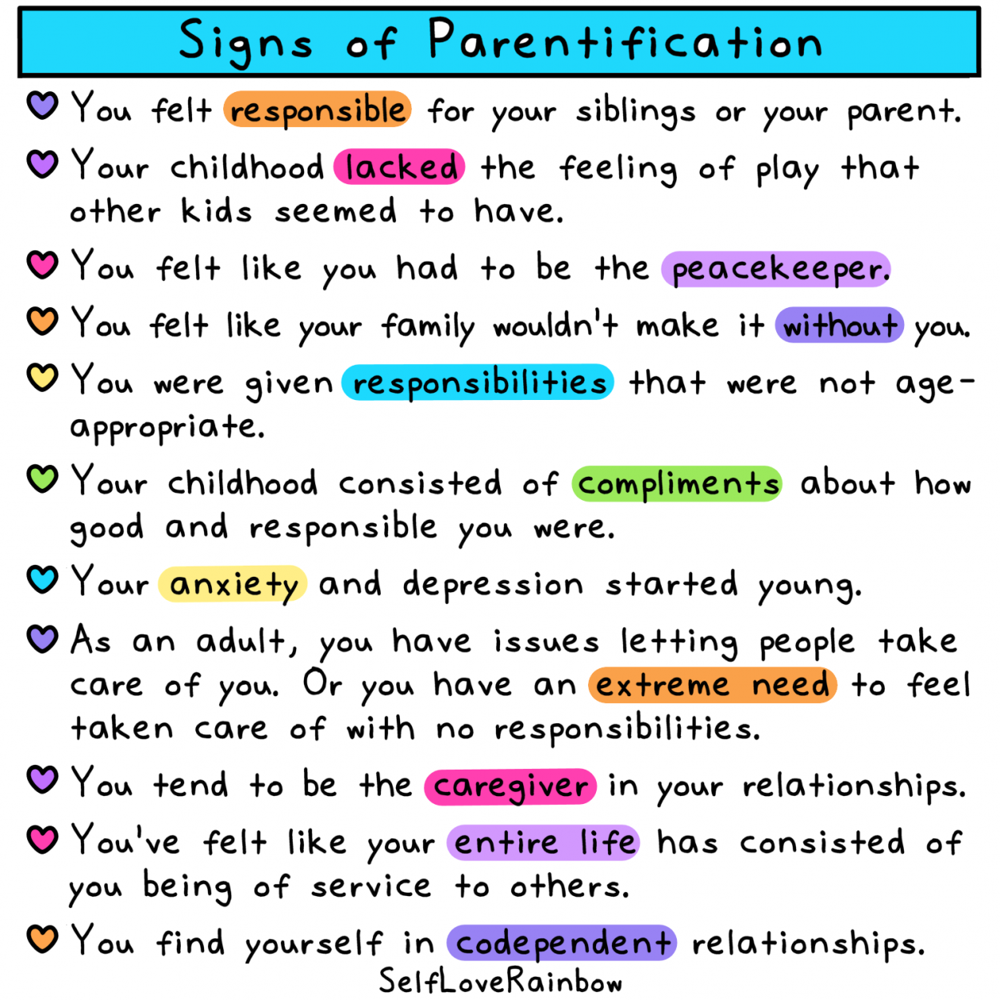 Signs of Parentification
You felt responsible for your siblings or your parent.
Your childhood lacked the feeling of play that
other kids seemed to have.
You felt like you had to be the peacekeeper.
You felt like your family wouldn't make it without you.
You were given responsibilities that were not age-
appropriate.
Your childhood consisted of compliments about how
good and responsible you were.
Your anxiety and depression started young.
As an adult, you have issues letting people take
care of you. Or you have an extreme need to feel
taken care of with no responsibilities.
You tend to be the caregiver in your relationships.
You've felt like your entire life has consisted of
you being of service to others.
You find yourself in codependent relationships.
SelfLoveRainbow